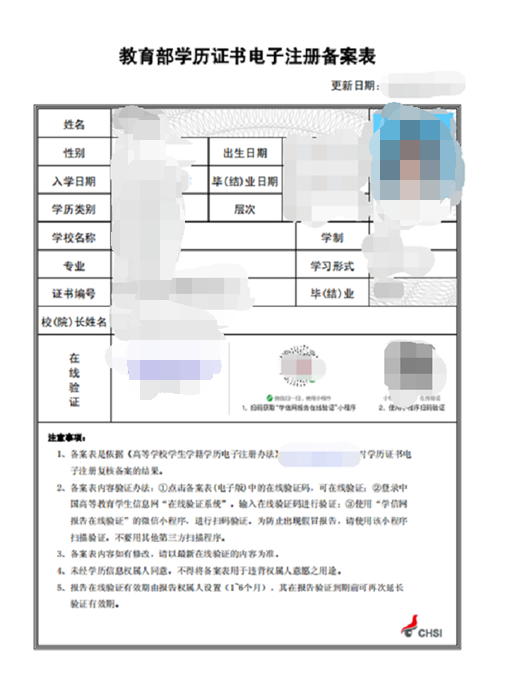 教育部学历证书电子注册备案表
更新日期:
姓名
性别 出生日期
入学日期 毕(结)业日期
学历类别 层次
学校名称 学制
专业 学习形式
证书编号 毕(结)业
校(院)长姓名
在线验证
1、扫码获取"学信网报告在线验证"小程序
2、使用小程序扫码验证
注意事项:
1、备案表是依据《高等学校学生学籍学历电子注册办法》 对学历证书电
子注册复核备案的结果。
2、备案表内容验证办法:①点击备案表(电子版)中的在线验证码,可在线验证;②登录中
国高等教育学生信息网"在线验证系统",输入在线验证码进行验证;③使用"学信网
报告在线验证"的微信小程序,进行扫码验证。为防止出现假冒报告,请使用该小程序
扫描验证,不要用其他第三方扫描程序。
3、备案表内容如有修改,请以最新在线验证的内容为准。
4、未经学历信息权属人同意,不得将备案表用于违背权属人意愿之用途。
5、报告在线验证有效期由报告权属人设置(1~6个月),其在报告验证到期前可再次延长
验证有效期。
CHSI